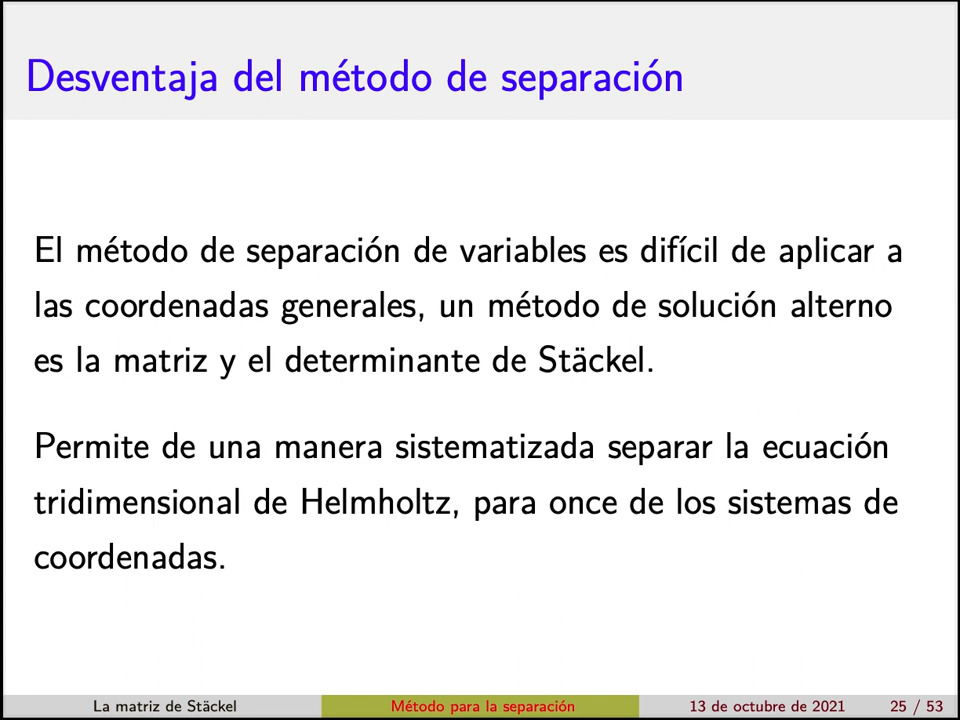 Desventaja del método de separación
El método de separación de variables es difícil de aplicar a
las coordenadas generales, un método de solución alterno
es la matriz y el determinante de Stäckel.
Permite de una manera sistematizada separar la ecuación
tridimensional de Helmholtz, para once de los sistemas de
coordenadas.
La matriz de Stäckel Método para la separación 13 de octubre de 2021 25 / 53